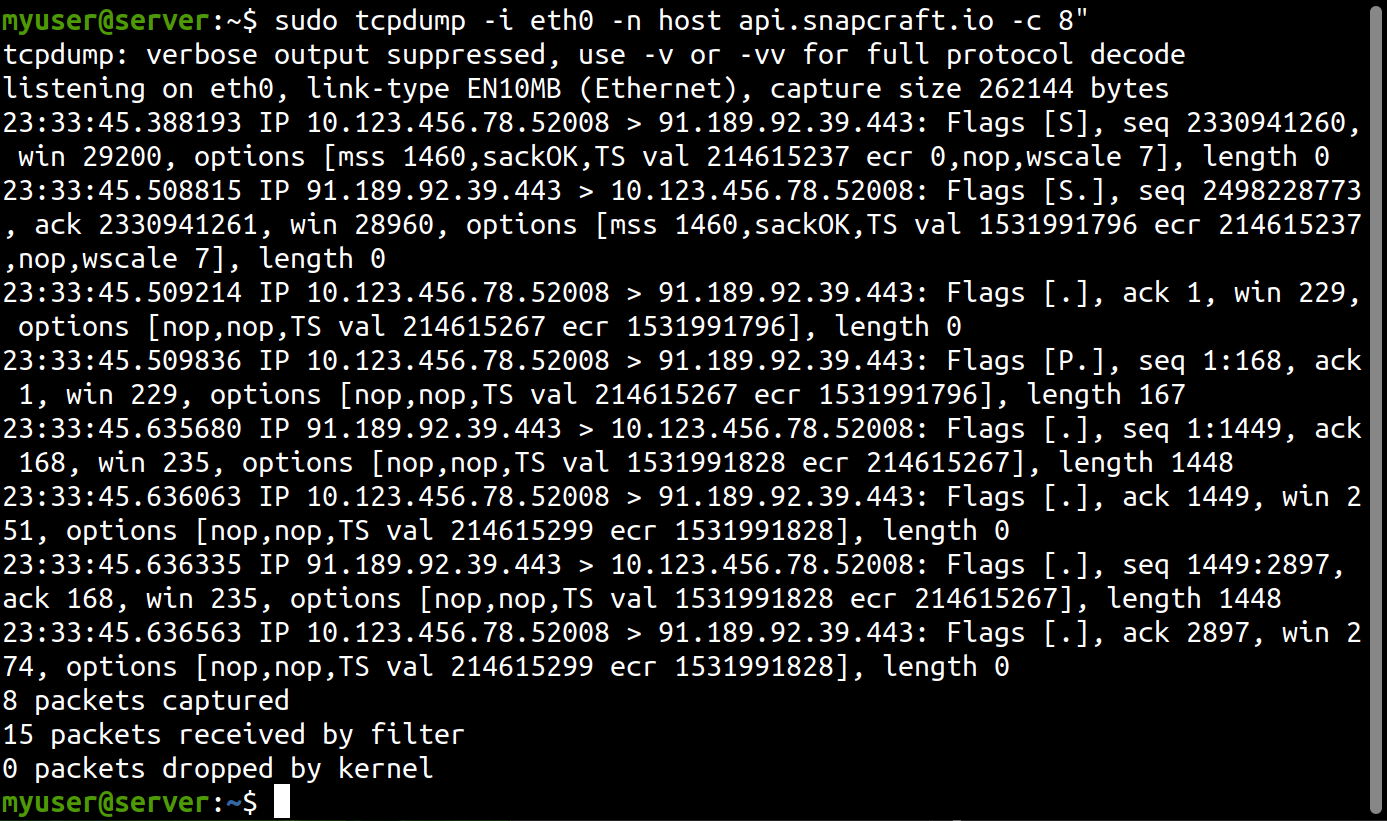 myuser@server:~$ sudo tcpdump -i eth0 -n host api.snapcraft.io -c 8"
tcpdump: verbose output suppressed, use -v or -vv for full protocol decode
listening on eth0, link-type EN10MB (Ethernet), capture size 262144 bytes
23:33:45.388193 IP 10.123.456.78.52008 > 91.189.92.39.443: Flags [S], seq 2330941260,
 win 29200, options [mss 1460,sackOK,TS val 214615237 ecr 0,nop,wscale 7], length 0
23:33:45.508815 IP 91.189.92.39.443 > 10.123.456.78.52008: Flags [S.], seq 2498228773
, ack 2330941261, win 28960, options [mss 1460,sackOK,TS val 1531991796 ecr 214615237
,nop,wscale 7], length 0
23:33:45.509214 IP 10.123.456.78.52008 > 91.189.92.39.443: Flags [.], ack 1, win 229,
 options [nop,nop,TS val 214615267 ecr 1531991796], length 0
23:33:45.509836 IP 10.123.456.78.52008 > 91.189.92.39.443: Flags [P.], seq 1:168, ack
 1, win 229, options [nop,nop,TS val 214615267 ecr 1531991796], length 167
23:33:45.635680 IP 91.189.92.39.443 > 10.123.456.78.52008: Flags [.], seq 1:1449, ack
 168, win 235, options [nop,nop,TS val 1531991828 ecr 214615267], length 1448
23:33:45.636063 IP 10.123.456.78.52008 > 91.189.92.39.443: Flags [.], ack 1449, win 2
51, options [nop,nop,TS val 214615299 ecr 1531991828], length 0
23:33:45.636335 IP 91.189.92.39.443 > 10.123.456.78.52008: Flags [.], seq 1449:2897,
ack 168, win 235, options [nop,nop,TS val 1531991828 ecr 214615267], length 1448
23:33:45.636563 IP 10.123.456.78.52008 > 91.189.92.39.443: Flags [.], ack 2897, win 2
74, options [nop,nop,TS val 214615299 ecr 1531991828], length 0
8 packets captured
15 packets received by filter
0 packets dropped by kernel
myuser@server:~$